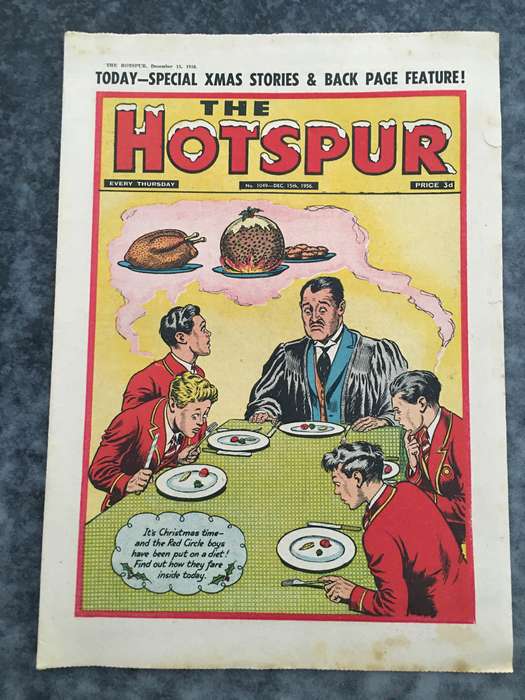 THE HOTSPUR, December 15, 1956.
TODAY—SPECIAL XMAS STORIES & BACK PAGE FEATURE!
THE
HOTSPUR
EVERY THURSDAY
No. 1049—DEC. 15th, 1956.
PRICE 3d
It's Christmas time—
and the Red Circle boys
have been put on a diet!
Find out how they fare
inside today.